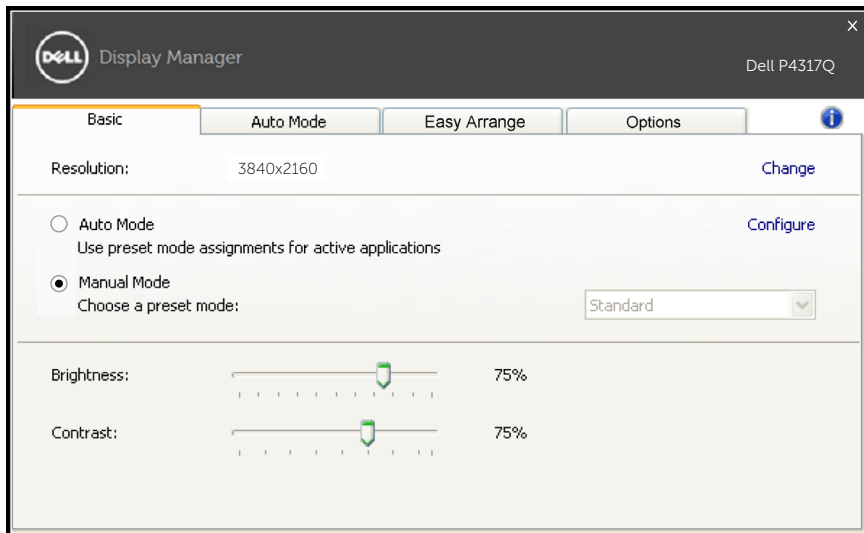 X
DELL Display Manager
Dell P4317Q
Basic Auto Mode Easy Arrange Options i
Resolution: 3840x2160 Change
Auto Mode Configure
Use preset mode assignments for active applications
Manual Mode
Choose a preset mode: Standard
Brightness: 75%
Contrast: 75%